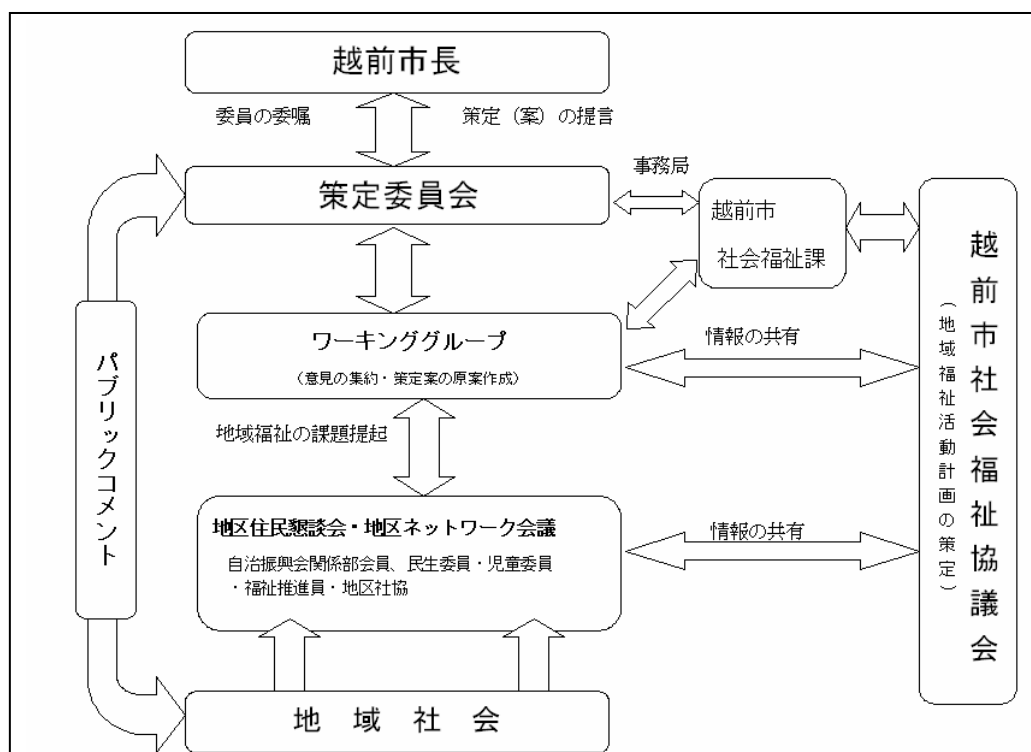 越前市長
委員の委嘱
策定（案）の提言
策定委員会
事務局
越前市
社会福祉課
ワーキンググループ
（意見の集約・策定案の原案作成）
情報の共有
地域福祉の課題提起
地区住民懇談会・地区ネットワーク会議
自治振興会関係部会員、民生委員・児童委員
・福祉推進員・地区社協
情報の共有
地域社会
パブリックコメント
越前市社会福祉協議会
（地域福祉活動計画の策定）